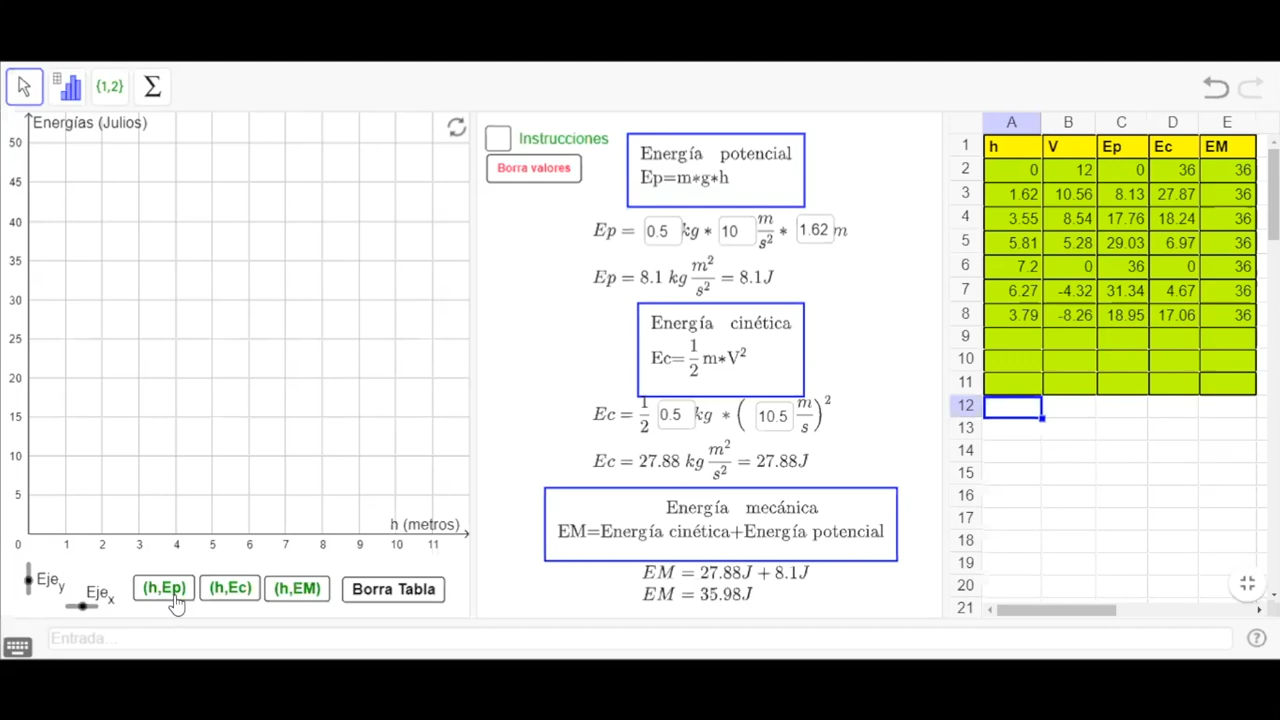 {1,2} Σ
Energías (Julios)
50
45
40
35
30
25
20
15
10
5
h (metros)
0 1 2 3 4 5 6 7 8 9 10 11
Eje y
Eje x
(h,Ep) (h,Ec) (h,EM) Borra Tabla
Instrucciones
Borra valores
Energía potencial
Ep=m*g*h
Ep = 0.5 kg * 10 m/s² * 1.62 m
Ep = 8.1 kg m²/s² = 8.1J
Energía cinética
Ec=1/2 m*V²
Ec = 1/2 0.5 kg * ( 10.5 m/s )²
Ec = 27.88 kg m²/s² = 27.88J
Energía mecánica
EM=Energía cinética+Energía potencial
EM = 27.88J + 8.1J
EM = 35.98J
A B C D E
1 h V Ep Ec EM
2 0 12 0 36 36
3 1.62 10.56 8.13 27.87 36
4 3.55 8.54 17.76 18.24 36
5 5.81 5.28 29.03 6.97 36
6 7.2 0 36 0 36
7 6.27 -4.32 31.34 4.67 36
8 3.79 -8.26 18.95 17.06 36
9
10
11
12
13
14
15
16
17
18
19
20
21
Entrada...
?